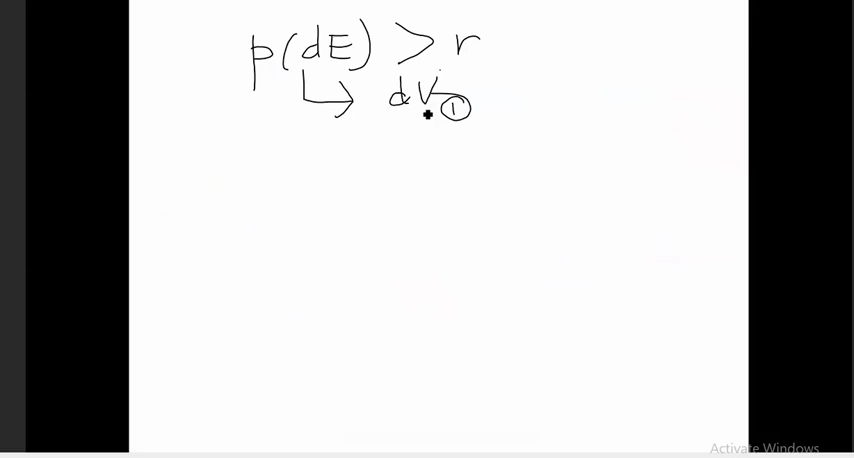 p(dE) > r
↳ dV ①
Activate Windows